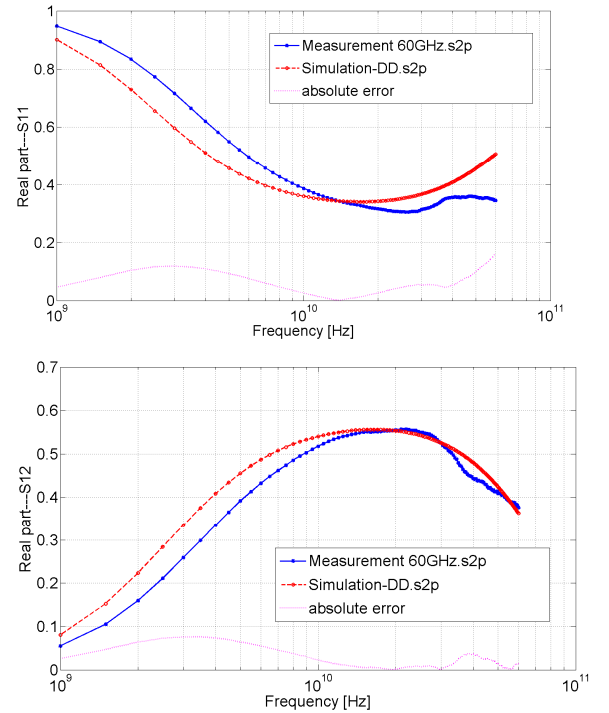 1
0.8
0.6
0.4
0.2
0
Real part---S11
Measurement 60GHz.s2p
Simulation-DD.s2p
absolute error
10^9
10^10
10^11
Frequency [Hz]
0.7
0.6
0.5
0.4
0.3
0.2
0.1
0
Real part---S12
Measurement 60GHz.s2p
Simulation-DD.s2p
absolute error
10^9
10^10
10^11
Frequency [Hz]